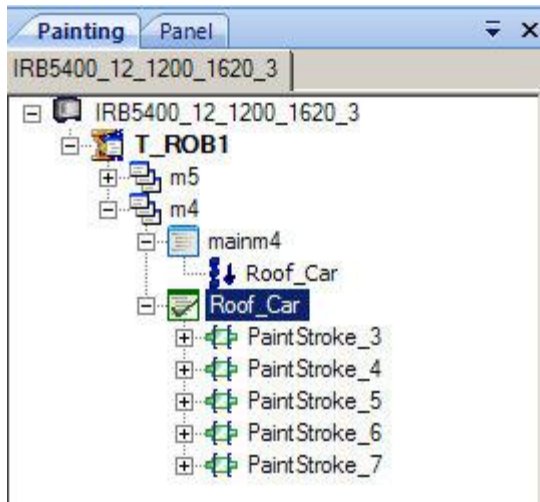 Painting Panel
IRB5400_12_1200_1620_3
IRB5400_12_1200_1620_3
T_ROB1
m5
m4
mainm4
Roof_Car
Roof_Car
PaintStroke_3
PaintStroke_4
PaintStroke_5
PaintStroke_6
PaintStroke_7